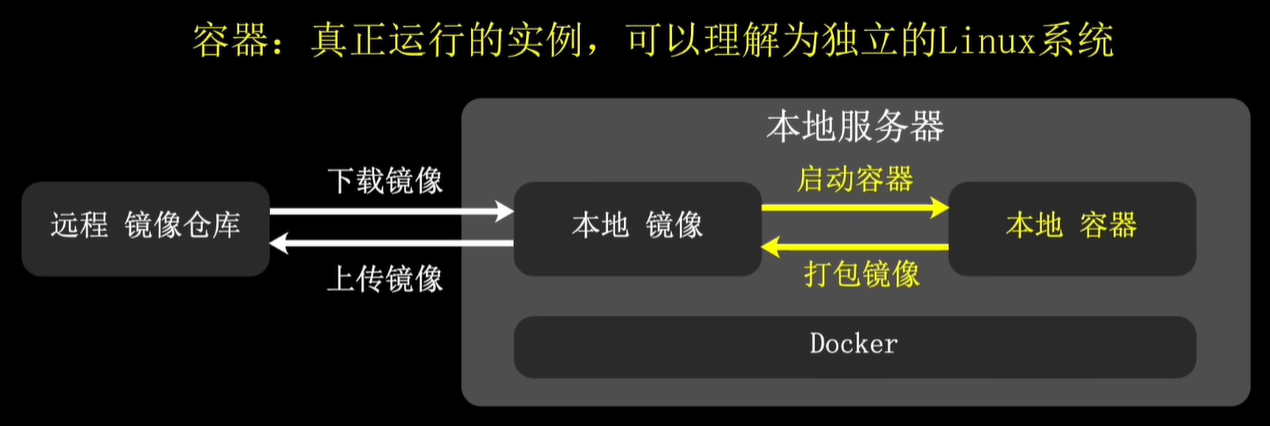 容器：真正运行的实例，可以理解为独立的Linux系统
本地服务器
下载镜像
启动容器
远程 镜像仓库
本地 镜像
本地 容器
上传镜像
打包镜像
Docker